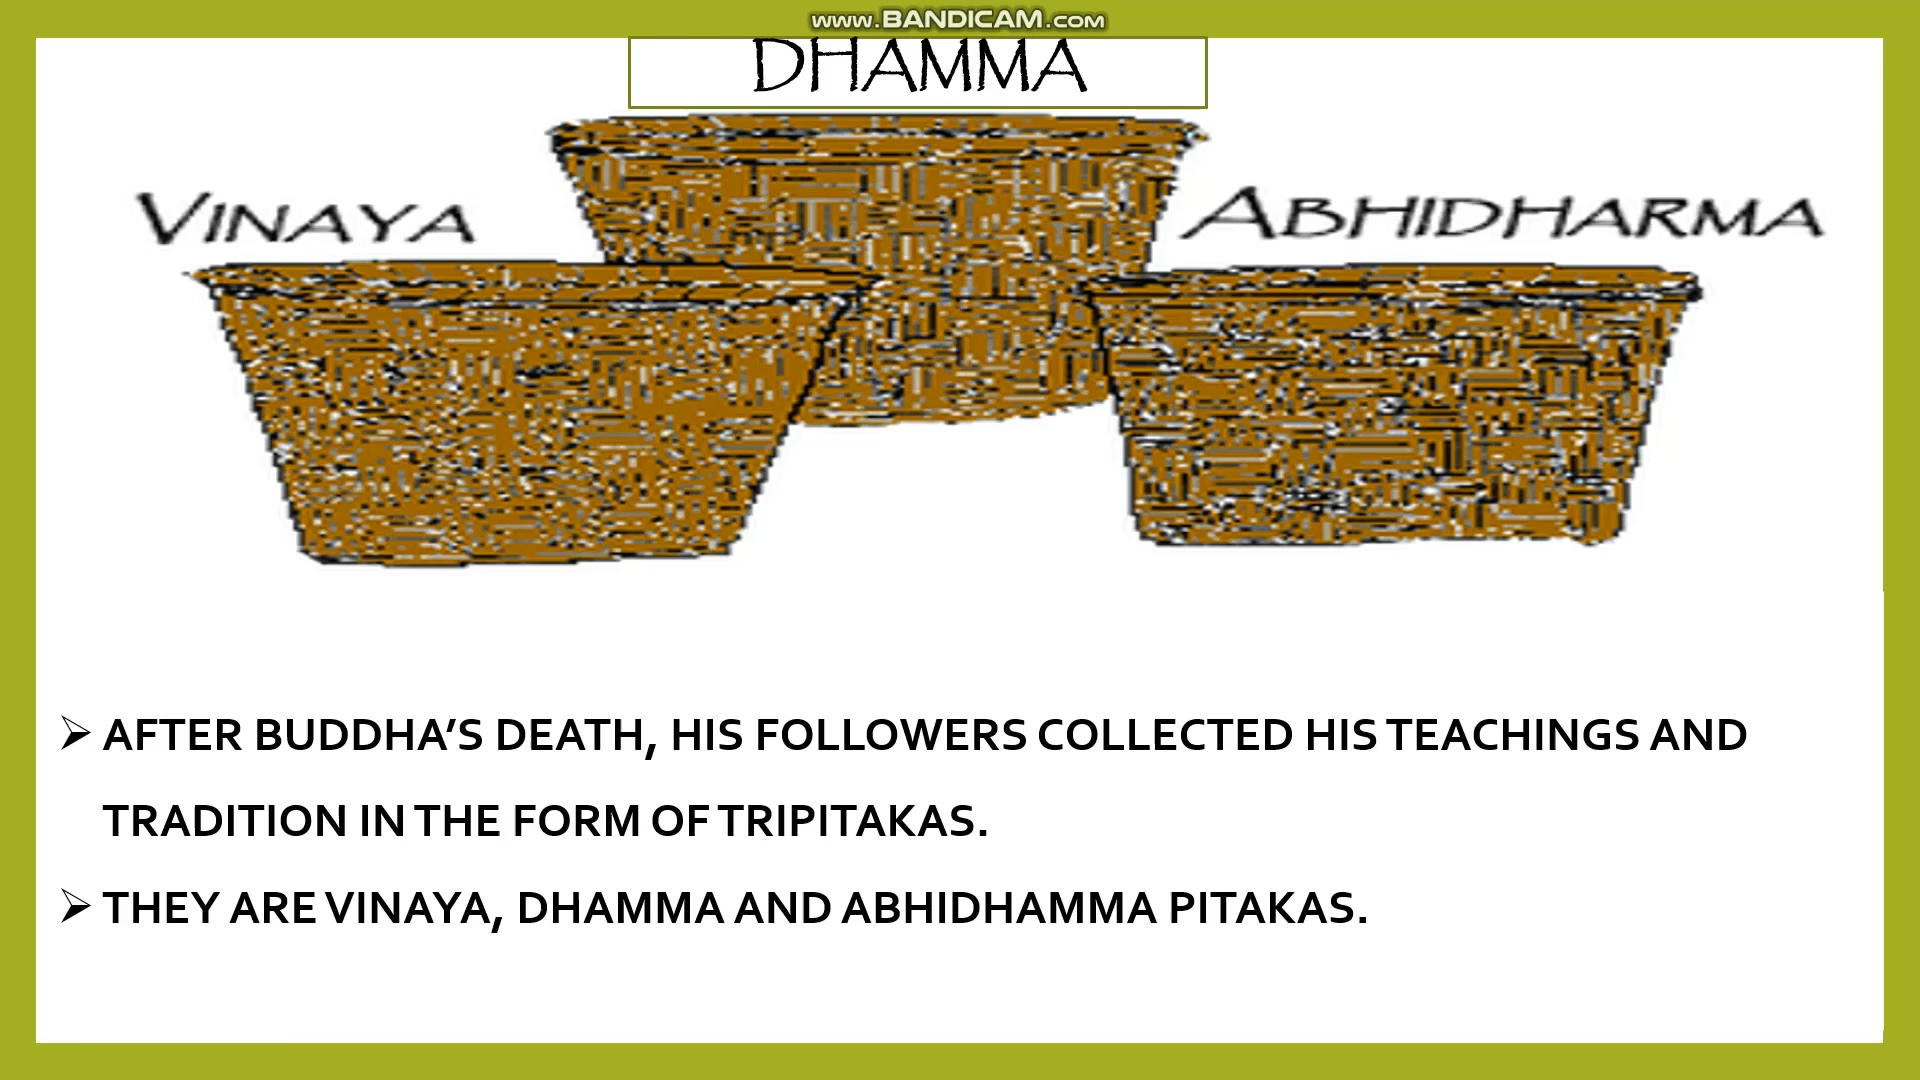 www.BANDICAM.com
DHAMMA
VINAYA
ABHIDHARMA
AFTER BUDDHA’S DEATH, HIS FOLLOWERS COLLECTED HIS TEACHINGS AND
TRADITION IN THE FORM OF TRIPITAKAS.
THEY ARE VINAYA, DHAMMA AND ABHIDHAMMA PITAKAS.